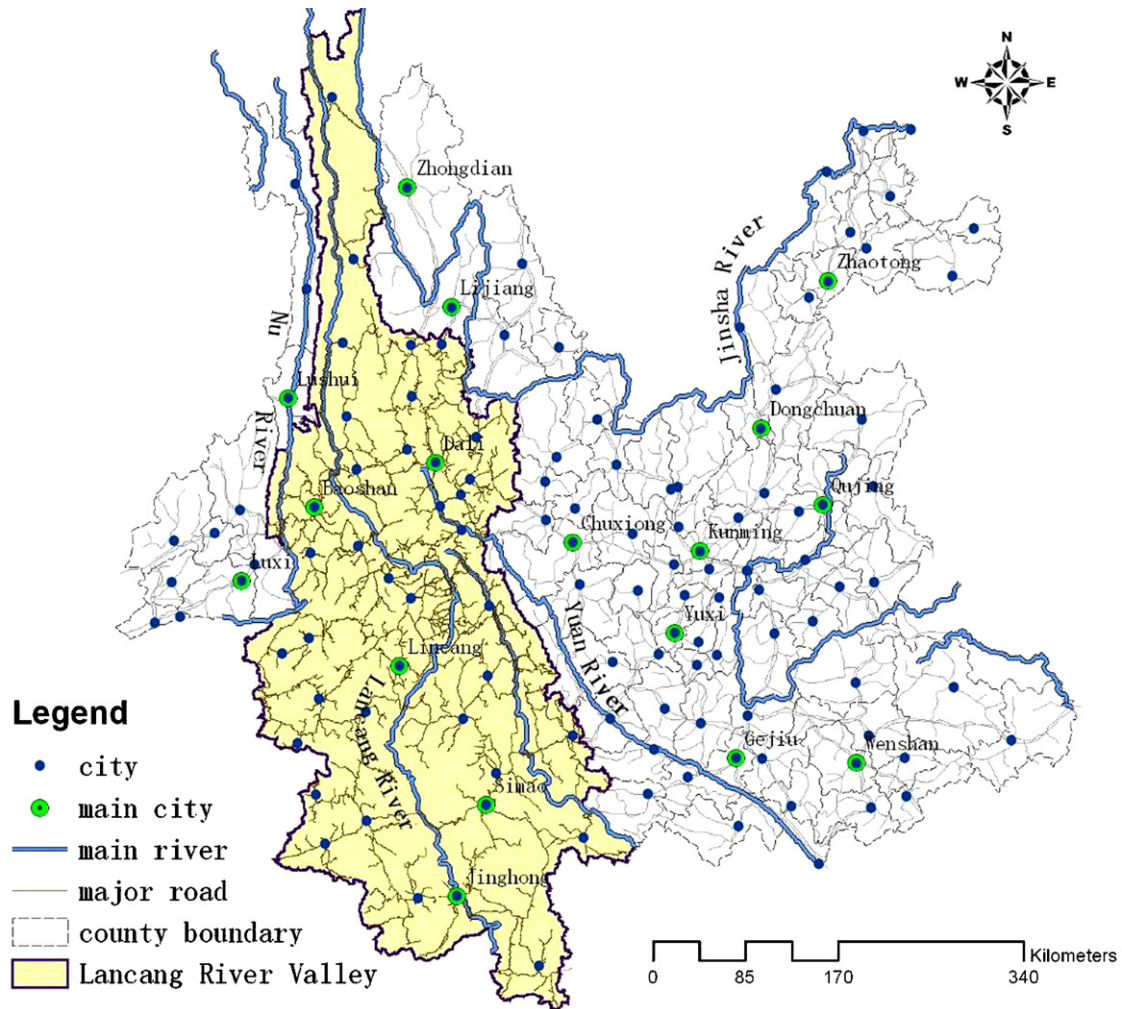 N
W E
S
Zhongdian
Jinsha River
Zhaotong
Lijiang
Nu River
Lushui
Dongchuan
Dali
Baoshan
Qujing
Chuxiong
Kunming
Luxi
Yuan River
Yuxi
Lincang
Lancang River
Gejiu
Wenshan
Simao
Jinghong
Legend
city
main city
main river
major road
county boundary
Lancang River Valley
Kilometers
0 85 170 340